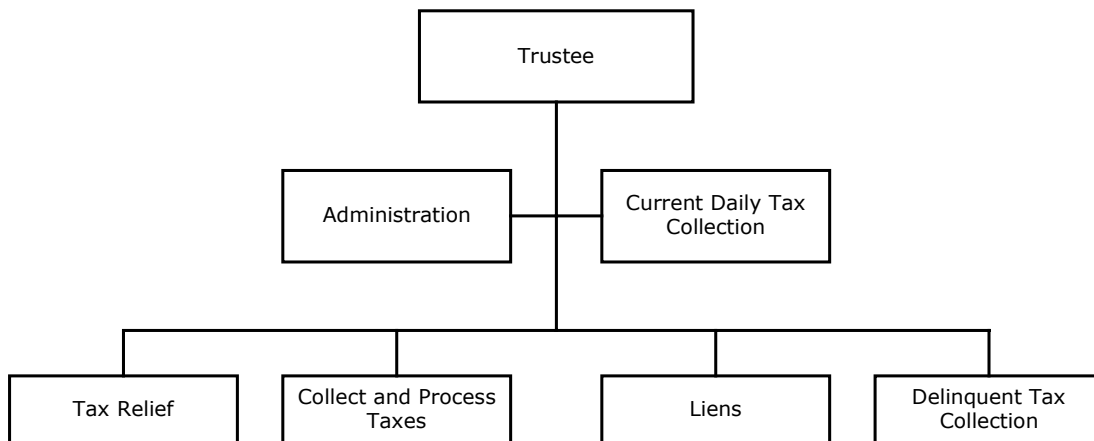 Trustee
Administration
Current Daily Tax
Collection
Tax Relief
Collect and Process
Taxes
Liens
Delinquent Tax
Collection